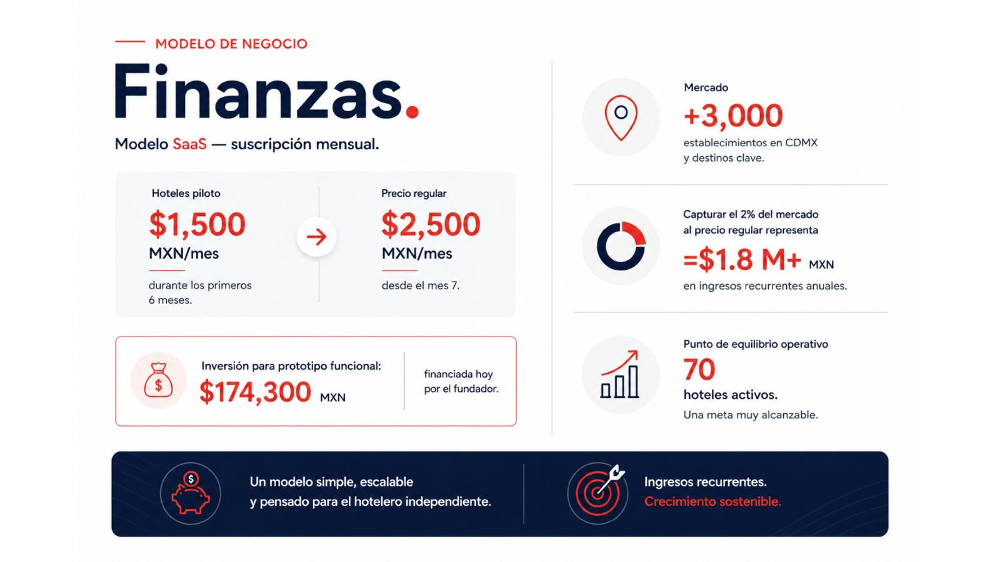 MODELO DE NEGOCIO
Finanzas.
Modelo SaaS — suscripción mensual.
Hoteles piloto
$1,500
MXN/mes
durante los primeros
6 meses.
Precio regular
$2,500
MXN/mes
desde el mes 7.
$
Inversión para prototipo funcional:
$174,300 MXN
financiada hoy
por el fundador.
Mercado
+3,000
establecimientos en CDMX
y destinos clave.
Capturar el 2% del mercado
al precio regular representa
=$1.8 M+ MXN
en ingresos recurrentes anuales.
Punto de equilibrio operativo
70
hoteles activos.
Una meta muy alcanzable.
$
Un modelo simple, escalable
y pensado para el hotelero independiente.
Ingresos recurrentes.
Crecimiento sostenible.